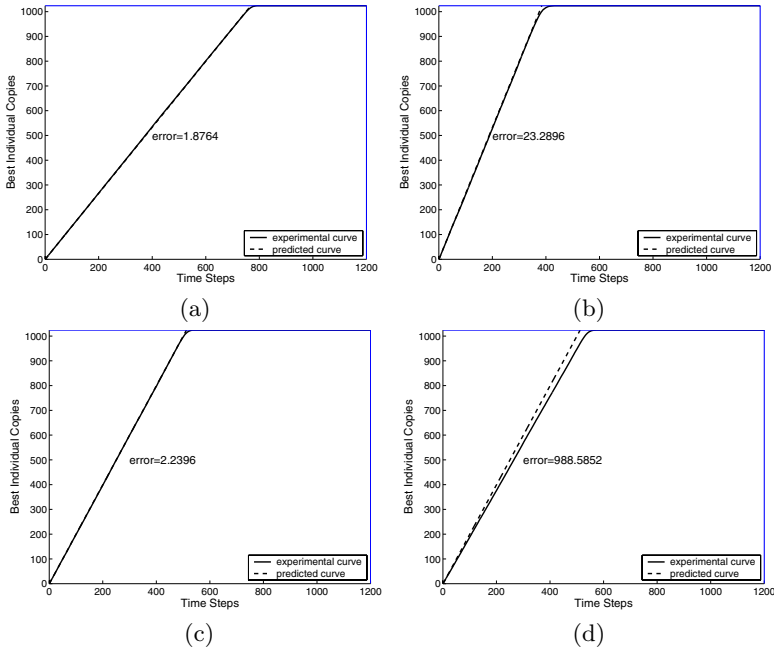 1000
900
800
700
600
500
400
300
200
100
0
Best Individual Copies
error=1.8764
experimental curve
predicted curve
0 200 400 600 800 1000 1200
Time Steps
(a)
1000
900
800
700
600
500
400
300
200
100
0
Best Individual Copies
error=23.2896
experimental curve
predicted curve
0 200 400 600 800 1000 1200
Time Steps
(b)
1000
900
800
700
600
500
400
300
200
100
0
Best Individual Copies
error=2.2396
experimental curve
predicted curve
0 200 400 600 800 1000 1200
Time Steps
(c)
1000
900
800
700
600
500
400
300
200
100
0
Best Individual Copies
error=988.5852
experimental curve
predicted curve
0 200 400 600 800 1000 1200
Time Steps
(d)